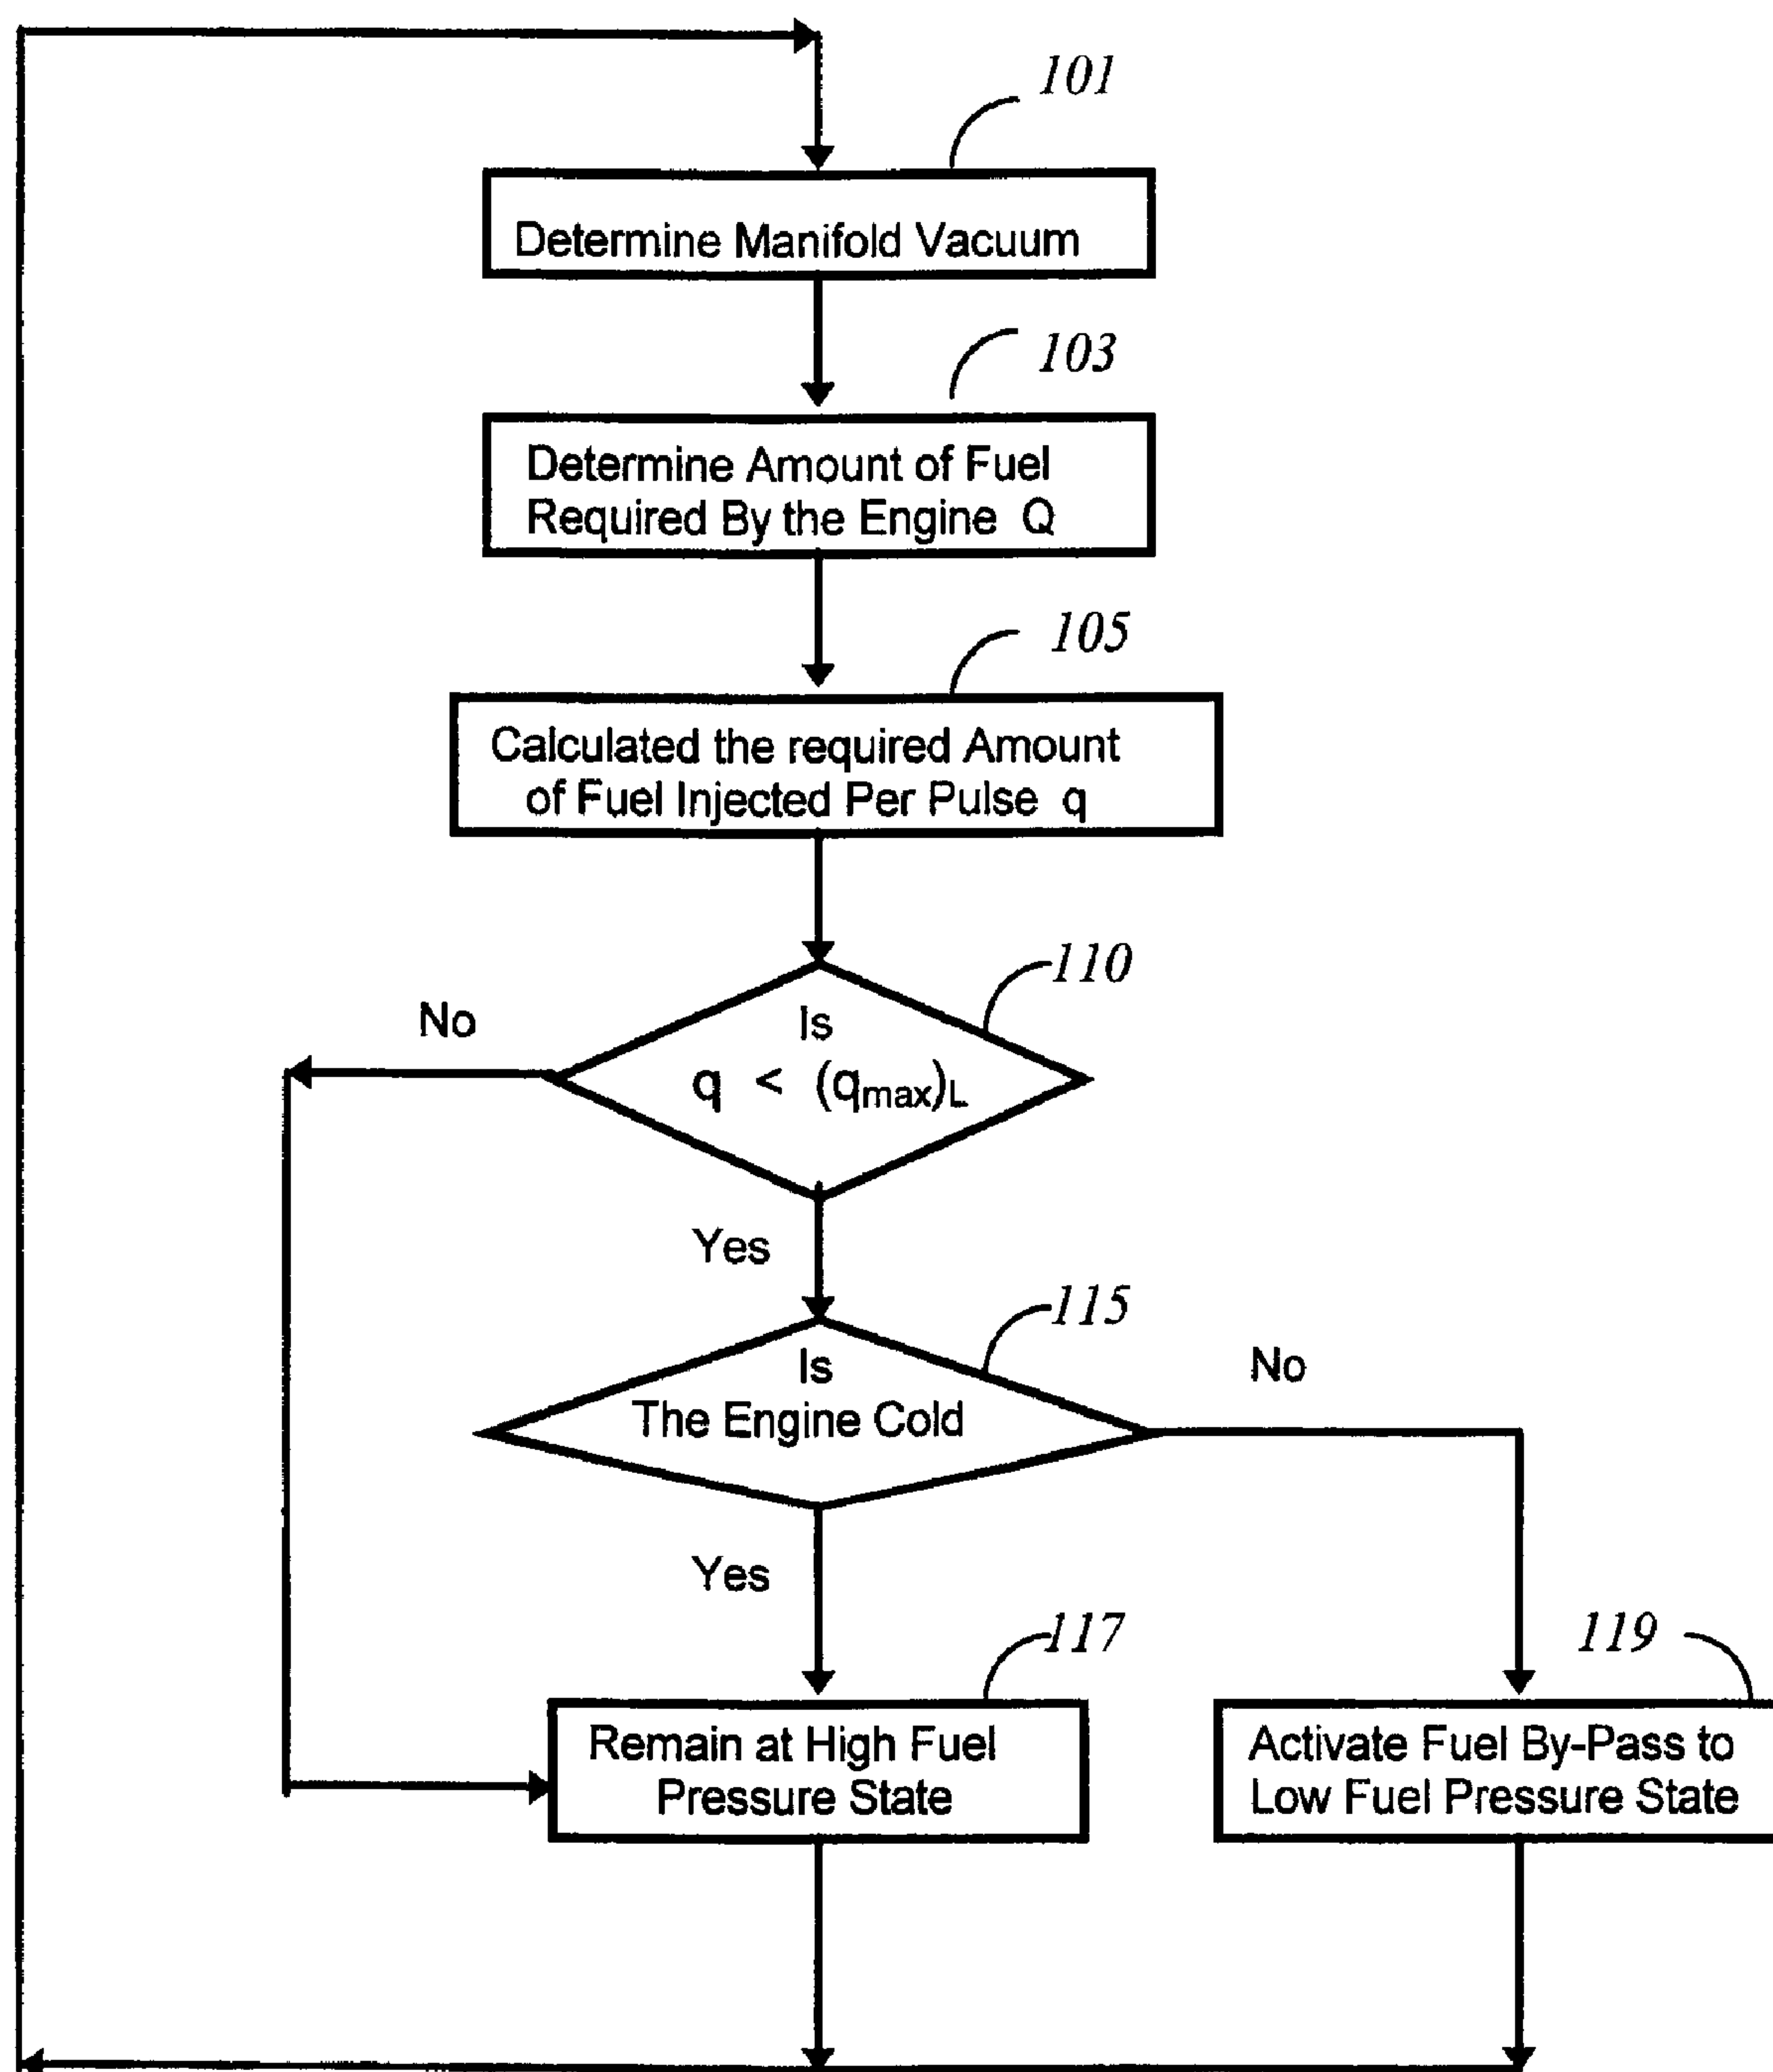 101
Determine Manifold Vacuum
103
Determine Amount of Fuel
Required By the Engine Q
105
Calculated the required Amount
of Fuel Injected Per Pulse q
110
No
Is
q < (qmax)L
Yes
115
Is
The Engine Cold
No
Yes
117
119
Remain at High Fuel
Pressure State
Activate Fuel By-Pass to
Low Fuel Pressure State